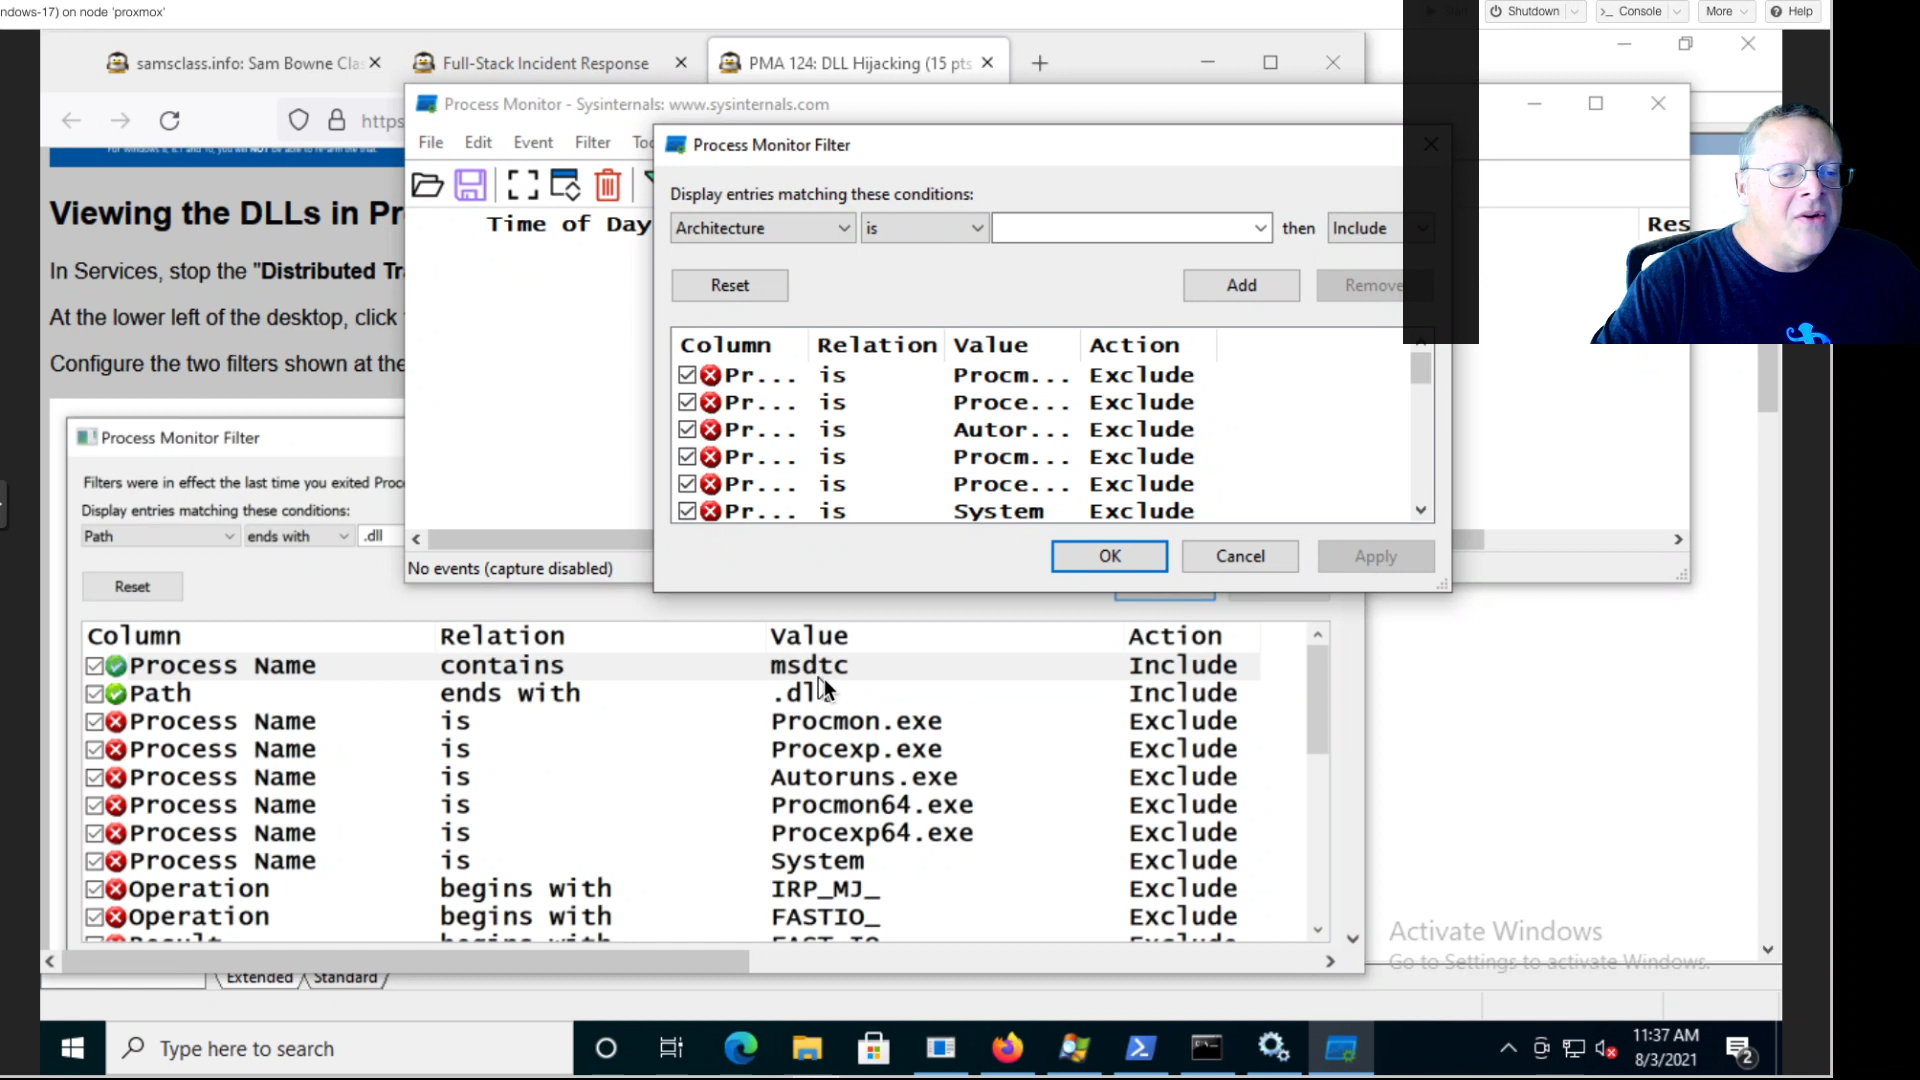 ndows-17) on node 'proxmox'
Shutdown
Console
More
Help
samsclass.info: Sam Bowne Cla
Full-Stack Incident Response
PMA 124: DLL Hijacking (15 pts
https
Process Monitor - Sysinternals: www.sysinternals.com
File Edit Event Filter Too
Process Monitor Filter
Display entries matching these conditions:
Architecture is then Include
Reset Add Remove
Column Relation Value Action
Pr... is Procm... Exclude
Pr... is Proce... Exclude
Pr... is Autor... Exclude
Pr... is Procm... Exclude
Pr... is Proce... Exclude
Pr... is System Exclude
OK Cancel Apply
Time of Day
Res
No events (capture disabled)
Viewing the DLLs in Pr
In Services, stop the "Distributed Tr
At the lower left of the desktop, click
Configure the two filters shown at the
Process Monitor Filter
Filters were in effect the last time you exited Proc
Display entries matching these conditions:
Path ends with .dll
Reset
Column Relation Value Action
Process Name contains msdtc Include
Path ends with .dll Include
Process Name is Procmon.exe Exclude
Process Name is Procexp.exe Exclude
Process Name is Autoruns.exe Exclude
Process Name is Procmon64.exe Exclude
Process Name is Procexp64.exe Exclude
Process Name is System Exclude
Operation begins with IRP_MJ_ Exclude
Operation begins with FASTIO_ Exclude
Extended Standard
Activate Windows
Go to Settings to activate Windows.
Type here to search
11:37 AM
8/3/2021
2